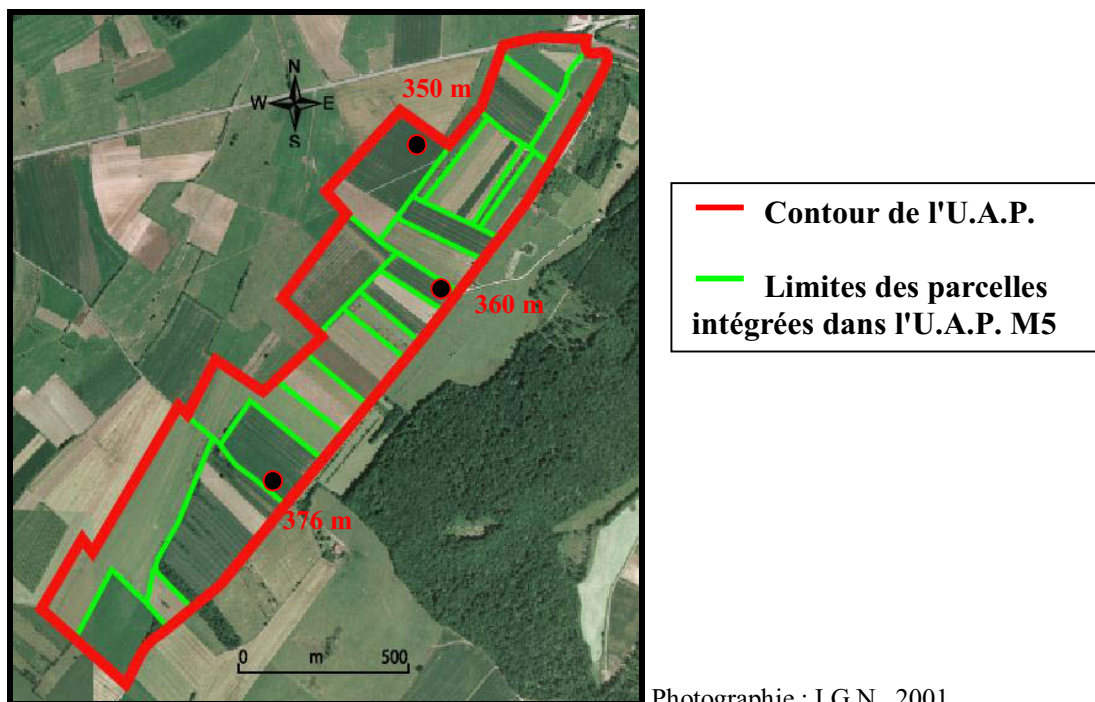 N
W E
S
350 m
360 m
376 m
0 m 500
Contour de l'U.A.P.
Limites des parcelles
intégrées dans l'U.A.P. M5
Photographie : I.G.N., 2001